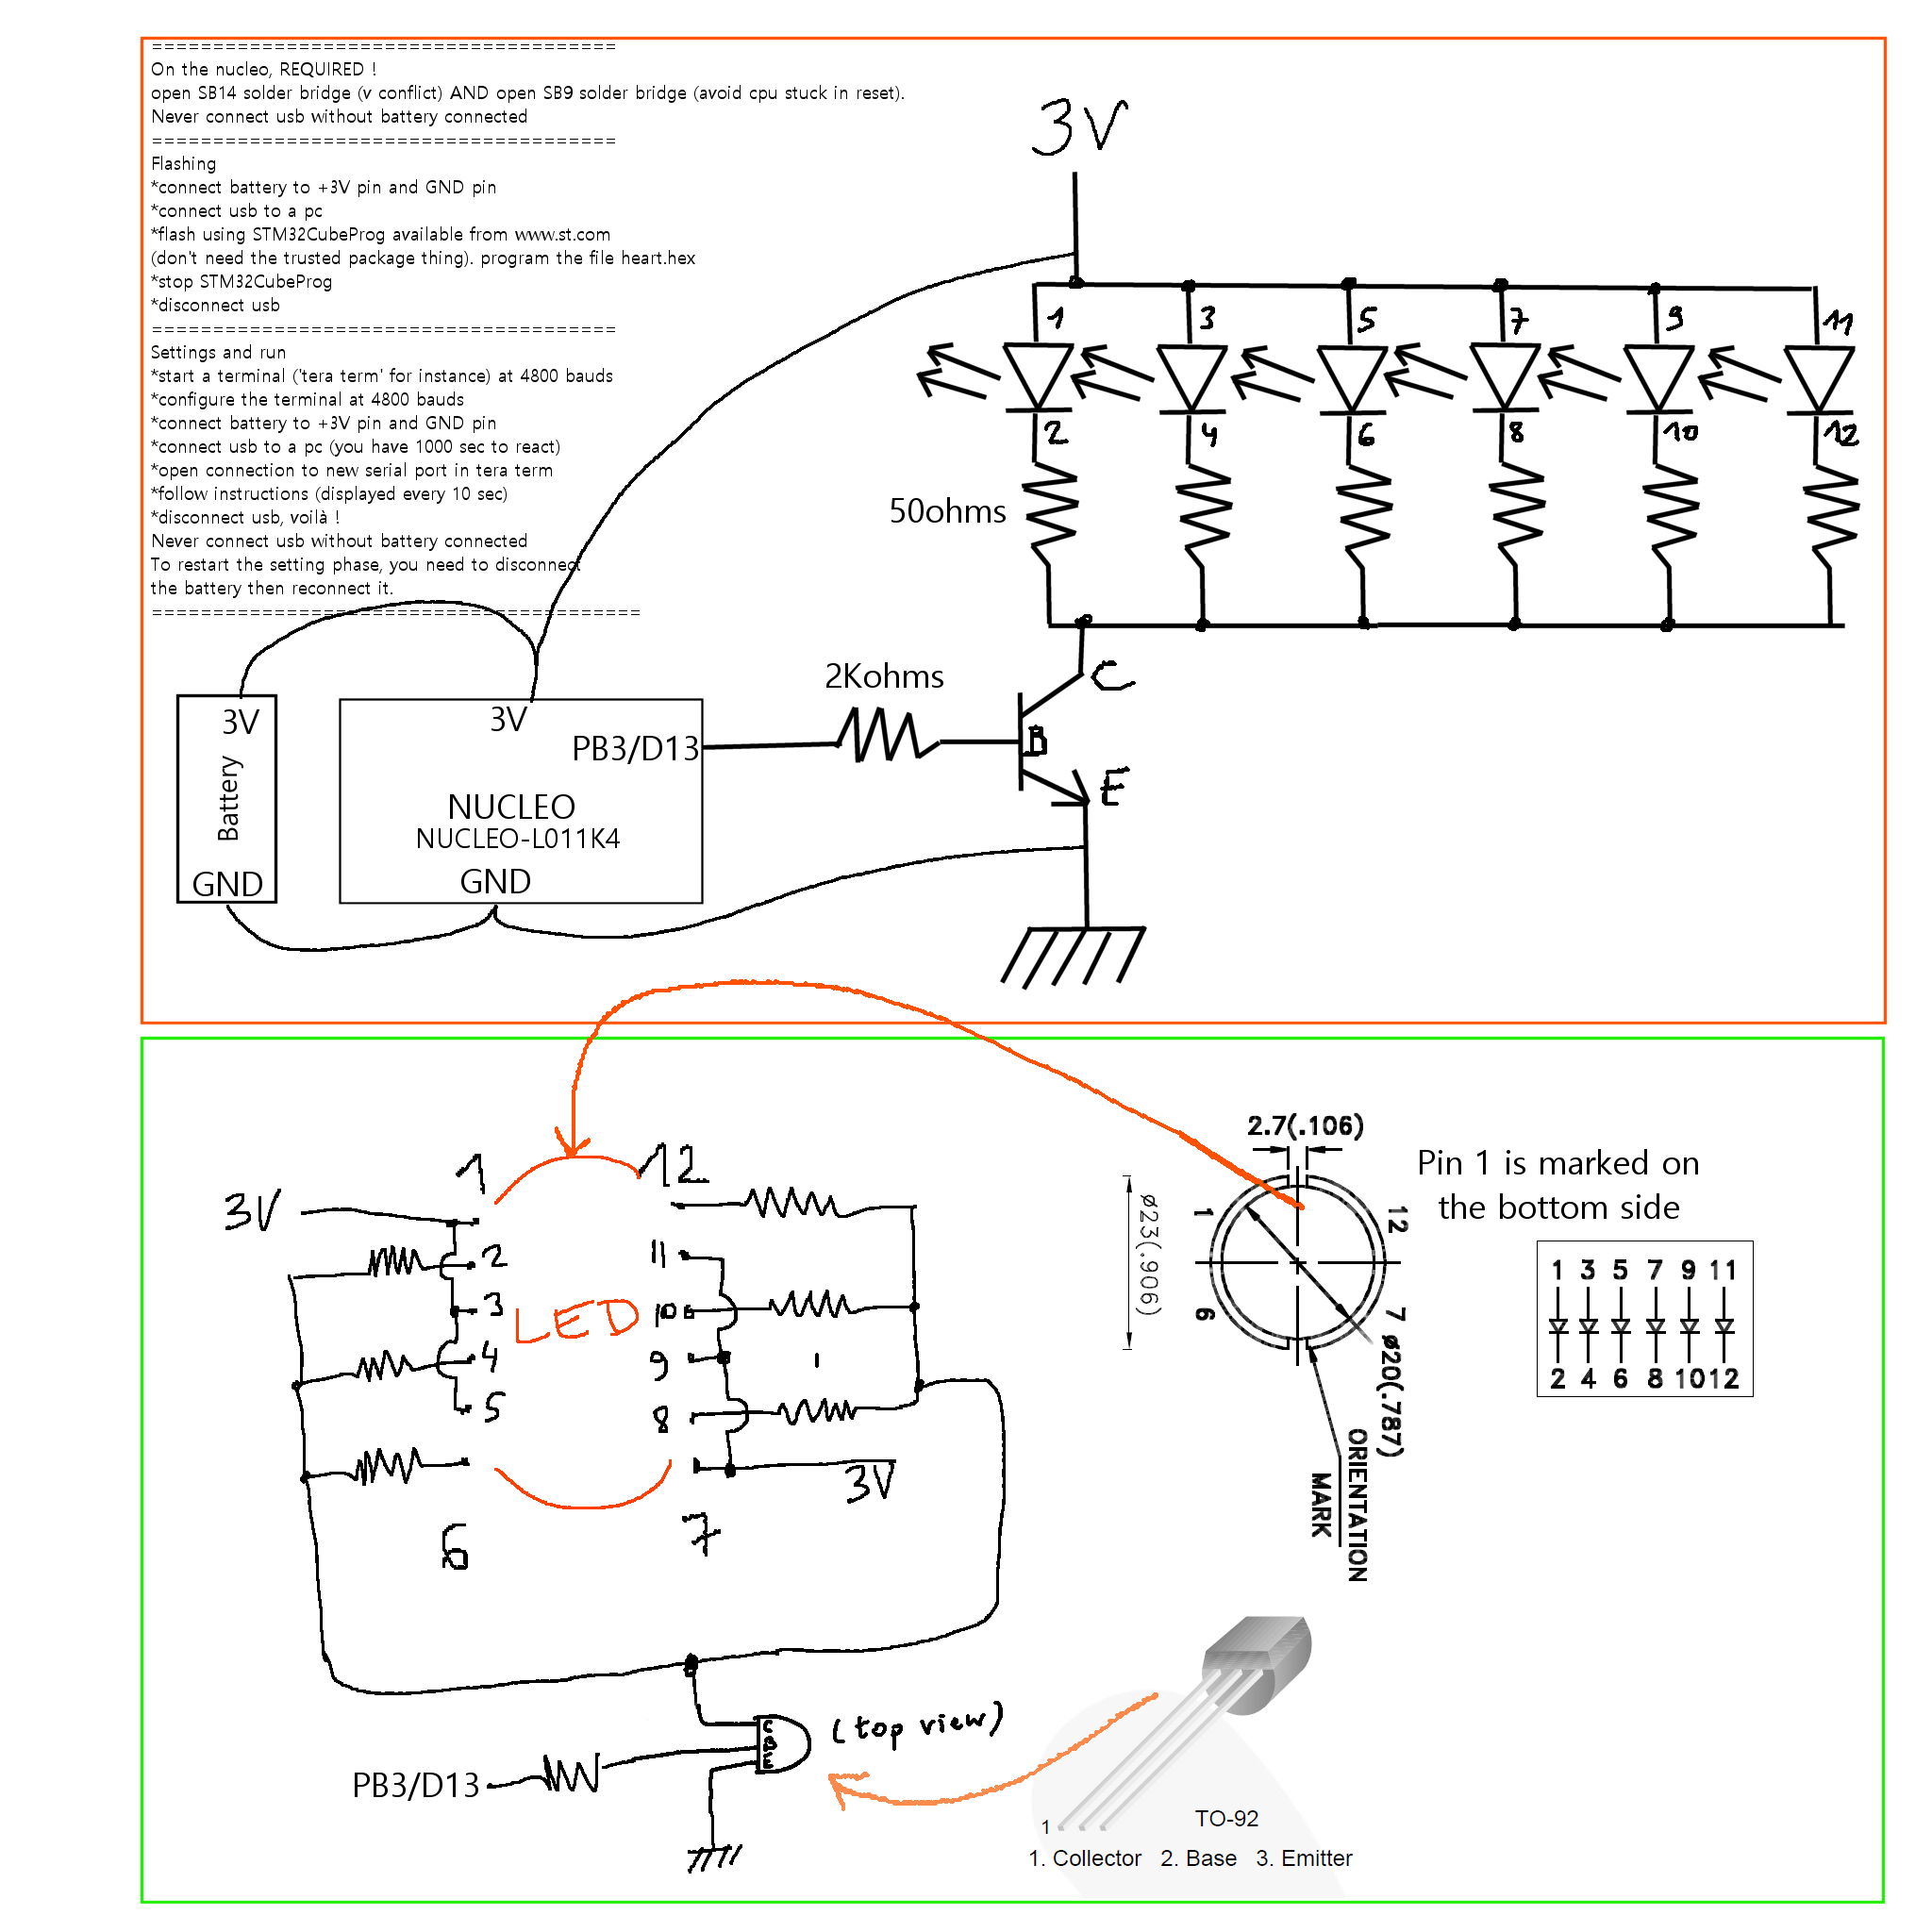 ======================================
On the nucleo, REQUIRED !
open SB14 solder bridge (v conflict) AND open SB9 solder bridge (avoid cpu stuck in reset).
Never connect usb without battery connected
======================================
Flashing
*connect battery to +3V pin and GND pin
*connect usb to a pc
*flash using STM32CubeProg available from www.st.com
(don't need the trusted package thing). program the file heart.hex
*stop STM32CubeProg
*disconnect usb
======================================
Settings and run
*start a terminal ('tera term' for instance) at 4800 bauds
*configure the terminal at 4800 bauds
*connect battery to +3V pin and GND pin
*connect usb to a pc (you have 1000 sec to react)
*open connection to new serial port in tera term
*follow instructions (displayed every 10 sec)
*disconnect usb, voilà !
Never connect usb without battery connected
To restart the setting phase, you need to disconnect
the battery then reconnect it.
========================================
3V
1 3 5 7 9 11
2 4 6 8 10 12
50ohms
2Kohms
C
B
E
3V
Battery
GND
3V
PB3/D13
NUCLEO
NUCLEO-L011K4
GND
1
12
3V
2
3
4
5
6
LED
11
10
9
8
7
3V
2.7(.106)
ø23(.906)
1
12
6
7
ø20(.787)
ORIENTATION
MARK
Pin 1 is marked on
the bottom side
1 3 5 7 9 11
2 4 6 8 10 12
PB3/D13
C
B
E
(top view)
1
TO-92
1. Collector 2. Base 3. Emitter